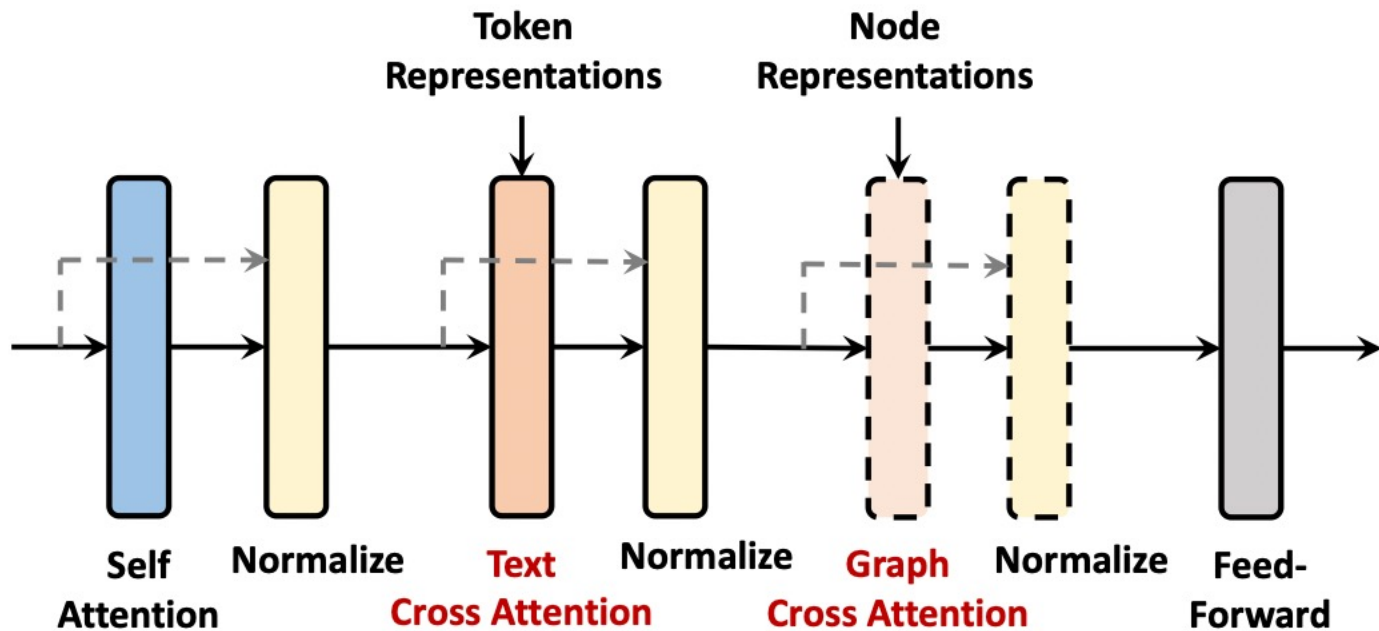 Token
Representations
Node
Representations
Self
Attention
Normalize
Text
Cross Attention
Normalize
Graph
Cross Attention
Normalize
Feed-
Forward